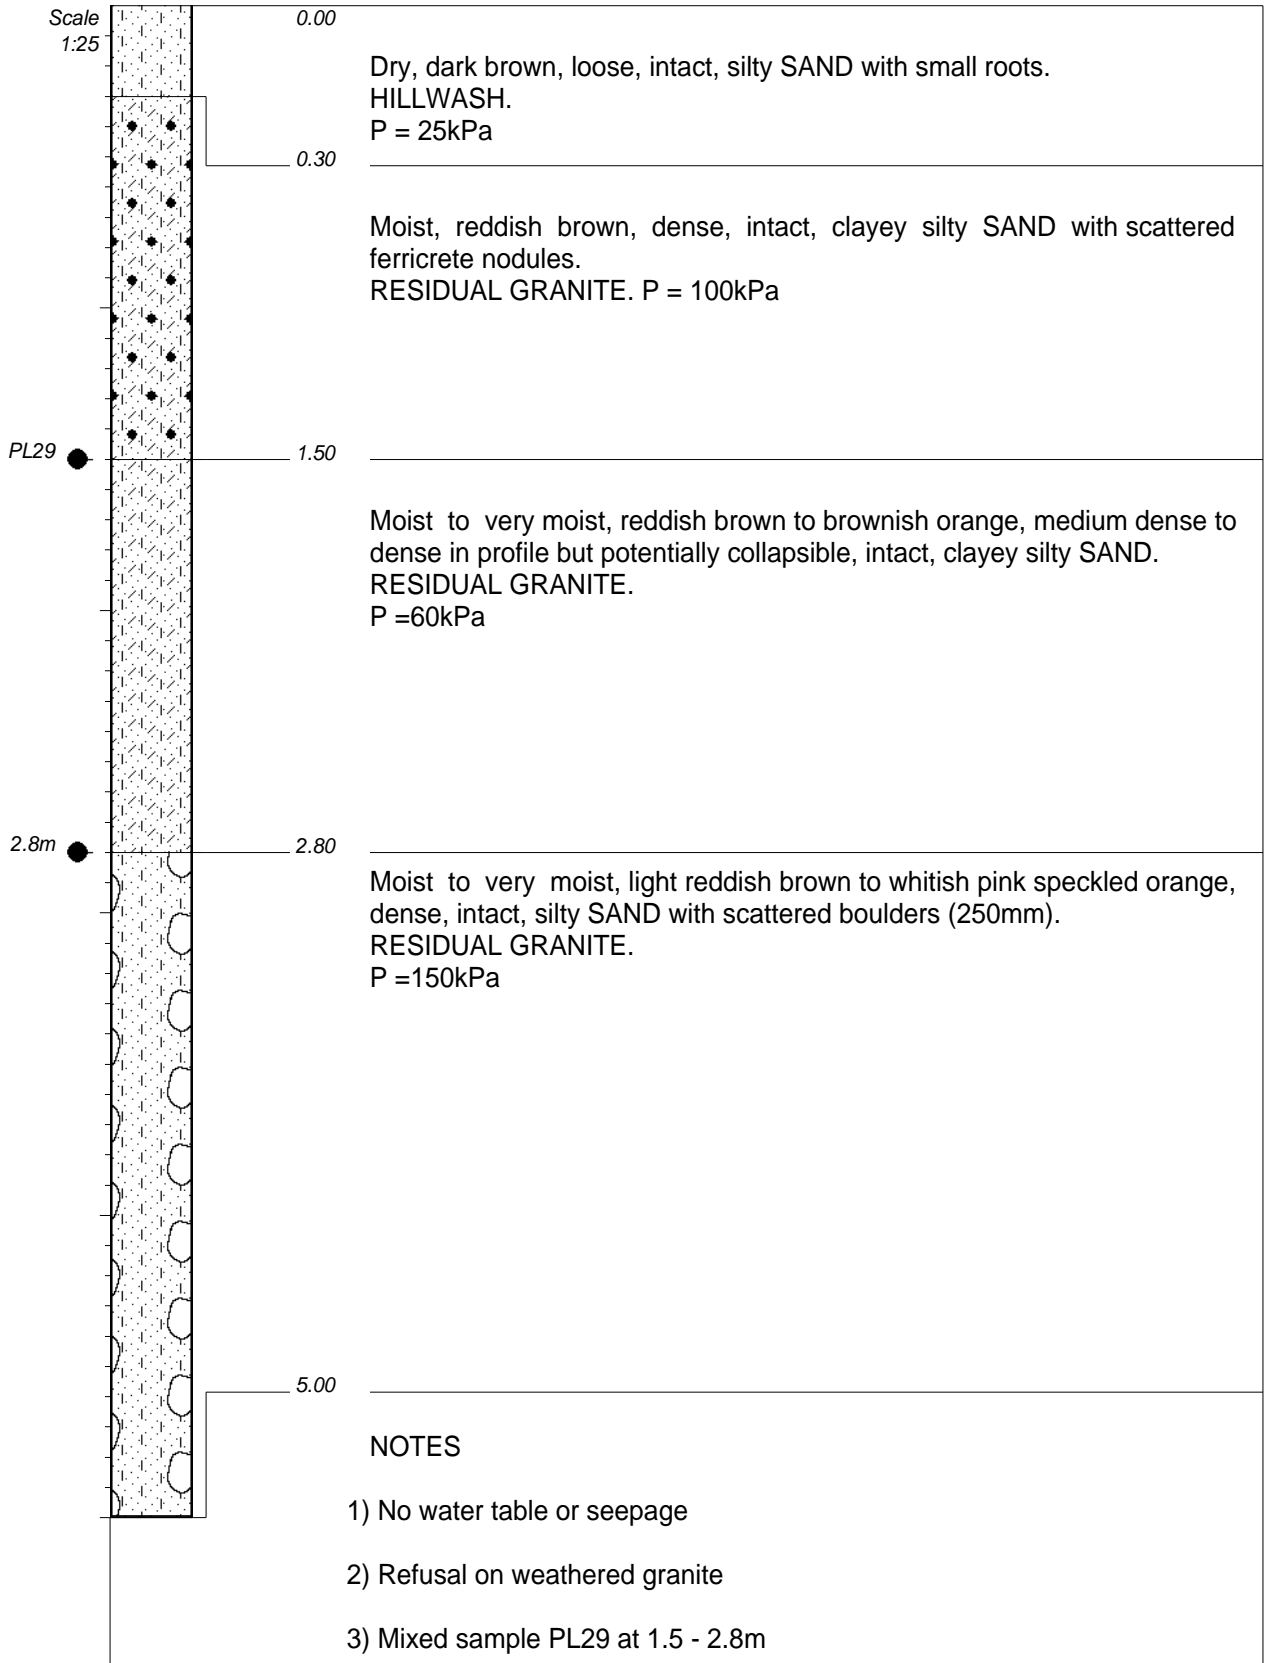 Scale
1:25
0.00
Dry, dark brown, loose, intact, silty SAND with small roots.
HILLWASH.
P = 25kPa
0.30
Moist, reddish brown, dense, intact, clayey silty SAND with scattered
ferricrete nodules.
RESIDUAL GRANITE. P = 100kPa
PL29
1.50
Moist to very moist, reddish brown to brownish orange, medium dense to
dense in profile but potentially collapsible, intact, clayey silty SAND.
RESIDUAL GRANITE.
P =60kPa
2.8m
2.80
Moist to very moist, light reddish brown to whitish pink speckled orange,
dense, intact, silty SAND with scattered boulders (250mm).
RESIDUAL GRANITE.
P =150kPa
5.00
NOTES
1) No water table or seepage
2) Refusal on weathered granite
3) Mixed sample PL29 at 1.5 - 2.8m